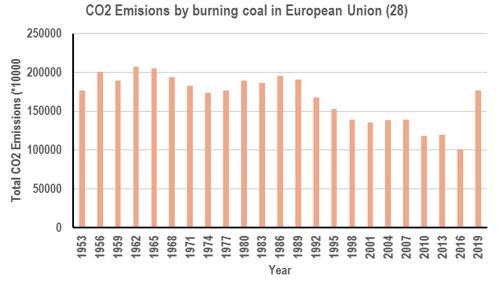 CO2 Emisions by burning coal in European Union (28)
Total CO2 Emissions (*10000
250000
200000
150000
100000
50000
0
1953 1956 1959 1962 1965 1968 1971 1974 1977 1980 1983 1986 1989 1992 1995 1998 2001 2004 2007 2010 2013 2016 2019
Year